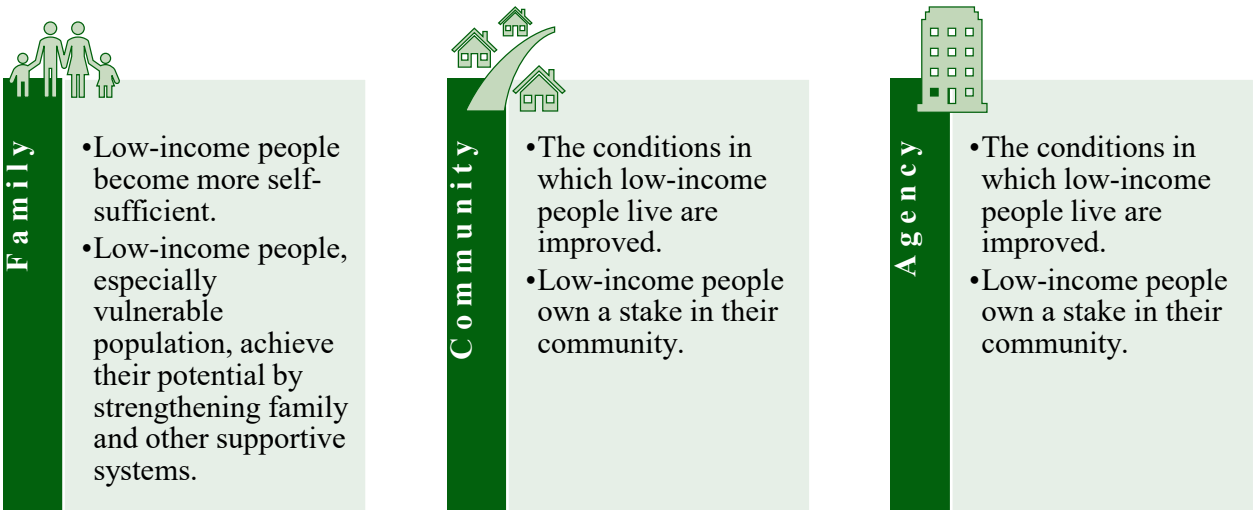 Family
•Low-income people
become more self-
sufficient.
•Low-income people,
especially
vulnerable
population, achieve
their potential by
strengthening family
and other supportive
systems.
Community
•The conditions in
which low-income
people live are
improved.
•Low-income people
own a stake in their
community.
Agency
•The conditions in
which low-income
people live are
improved.
•Low-income people
own a stake in their
community.